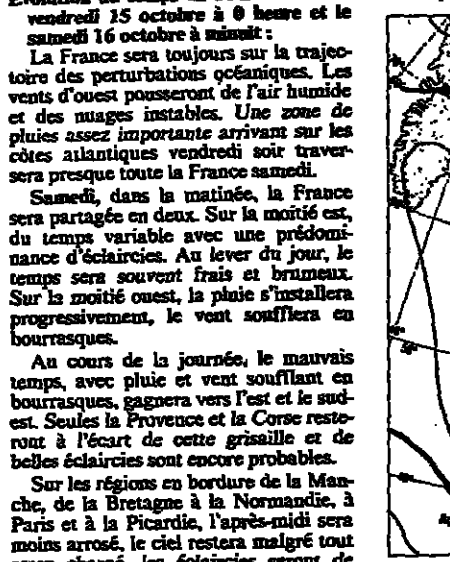 vendredi 15 octobre à 0 heure et le
samedi 16 octobre à minuit :
La France sera toujours sur la trajec-
toire des perturbations océaniques. Les
vents d'ouest pousseront de l'air humide
et des nuages instables. Une zone de
pluies assez importante arrivant sur les
côtes atlantiques vendredi soir traver-
sera presque toute la France samedi.
Samedi, dans la matinée, la France
sera partagée en deux. Sur la moitié est,
du temps variable avec une prédomi-
nance d'éclaircies. Au lever du jour, le
temps sera souvent frais et brumeux.
Sur la moitié ouest, la pluie s'installera
progressivement, le vent soufflera en
bourrasques.
Au cours de la journée, le mauvais
temps, avec pluie et vent soufflant en
bourrasques, gagnera vers l'est et le sud-
est. Seules la Provence et la Corse reste-
ront à l'écart de cette grisaille et de
belles éclaircies sont encore probables.
Sur les régions en bordure de la Man-
che, de la Bretagne à la Normandie, à
Paris et à la Picardie, l'après-midi sera
moins arrosé, le ciel restera malgré tout
chargé, les éclaircies seront de